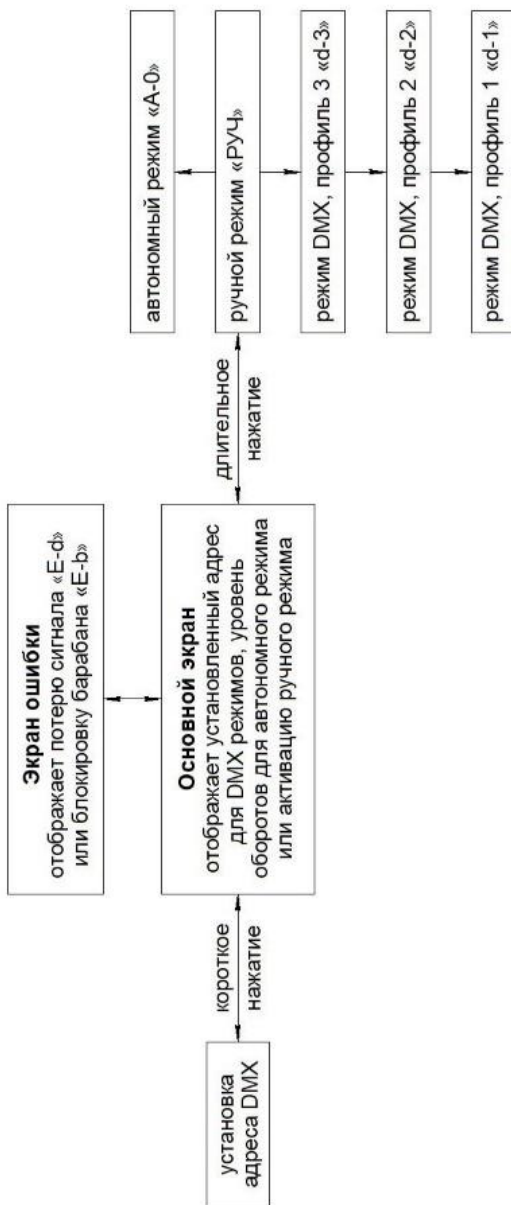 Экран ошибки
отображает потерю сигнала «E-d»
или блокировку барабана «E-b»
установка
адреса DMX
короткое
нажатие
Основной экран
отображает установленный адрес
для DMX режимов, уровень
оборотов для автономного режима
или активацию ручного режима
длительное
нажатие
автономный режим «А-0»
ручной режим «РУЧ»
режим DMX, профиль 3 «d-3»
режим DMX, профиль 2 «d-2»
режим DMX, профиль 1 «d-1»